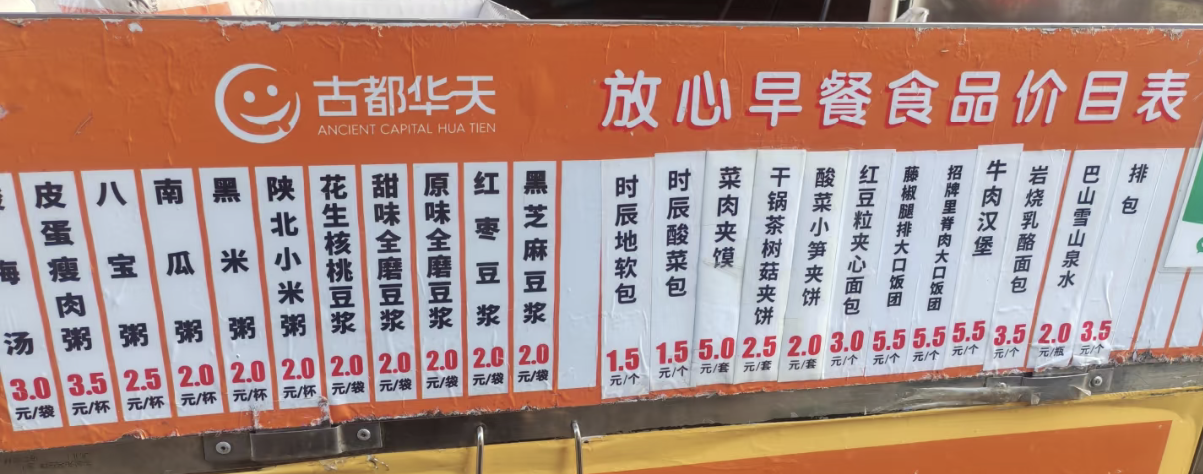 古都华天
ANCIENT CAPITAL HUA TIEN
放心早餐食品价目表
海汤
3.0
元/袋
皮蛋瘦肉粥
3.5
元/杯
八宝粥
2.5
元/杯
南瓜粥
2.0
元/杯
黑米粥
2.0
元/杯
陕北小米粥
2.0
元/杯
花生核桃豆浆
2.0
元/袋
甜味全磨豆浆
2.0
元/袋
原味全磨豆浆
2.0
元/袋
红枣豆浆
2.0
元/袋
黑芝麻豆浆
2.0
元/袋
时辰地软包
1.5
元/个
时辰酸菜包
1.5
元/个
菜肉夹馍
5.0
元/套
干锅茶树菇夹饼
2.5
元/套
酸菜小笋夹饼
2.0
元/套
红豆粒夹心面包
3.0
元/个
藤椒腿排大口饭团
5.5
元/个
招牌里脊肉大口饭团
5.5
元/个
牛肉汉堡
5.5
元/个
岩烧乳酪面包
3.5
元/个
巴山雪山泉水
2.0
元/瓶
排包
3.5
元/个